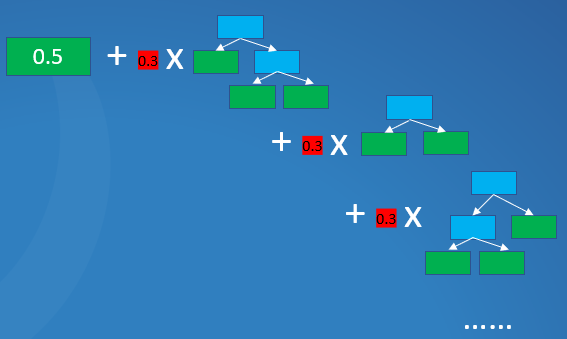 0.5 + 0.3 X
+ 0.3 X
+ 0.3 X
......